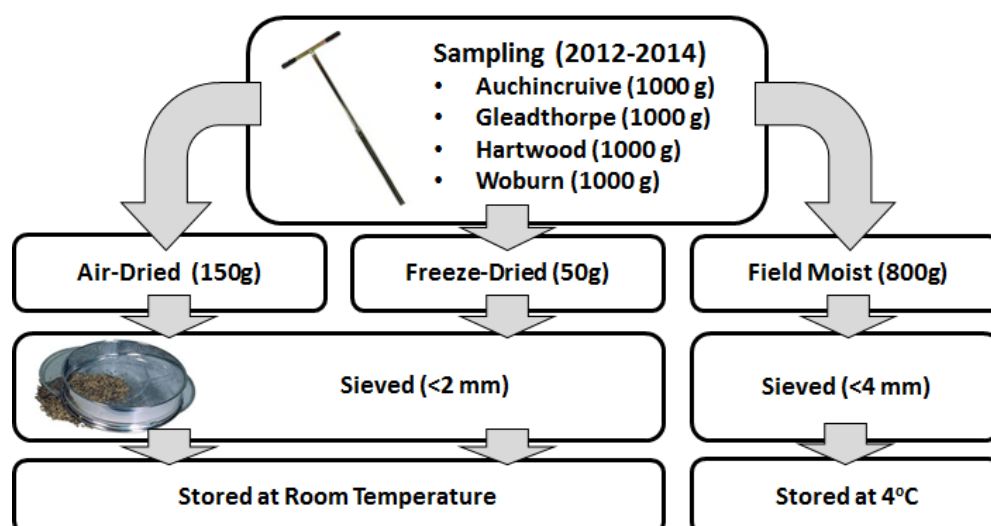 Sampling (2012-2014)
• Auchincruive (1000 g)
• Gleadthorpe (1000 g)
• Hartwood (1000 g)
• Woburn (1000 g)
Air-Dried (150g)
Freeze-Dried (50g)
Field Moist (800g)
Sieved (<2 mm)
Sieved (<4 mm)
Stored at Room Temperature
Stored at 4°C